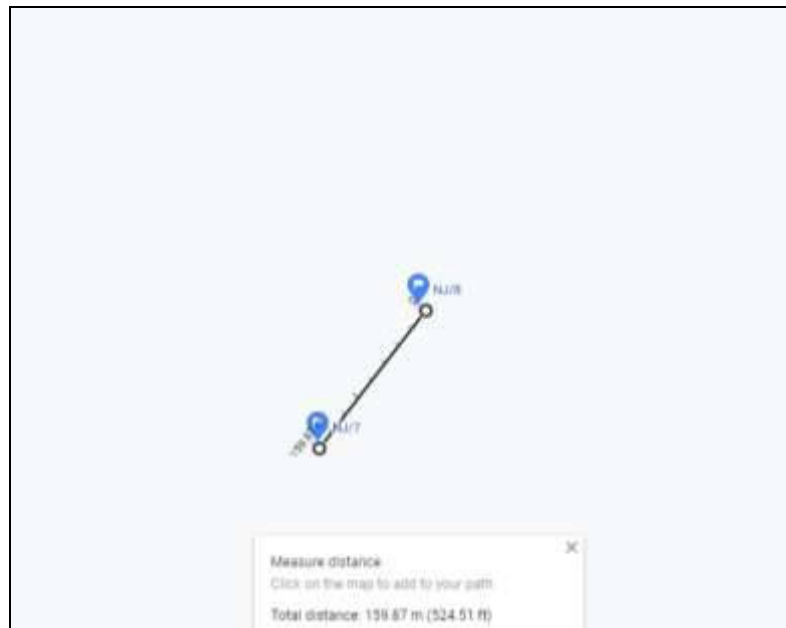 NJ/8
NJ/7
Measure distance
Click on the map to add to your path
Total distance: 159.87 m (524.51 ft)